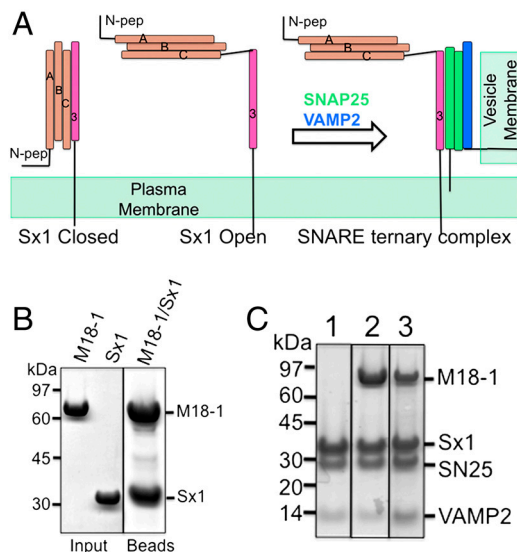 A
N-pep
N-pep
A
B
C
3
N-pep
A
B
C
3
SNAP25
VAMP2
N-pep
A
B
C
3
Vesicle
Membrane
Plasma
Membrane
Sx1 Closed
Sx1 Open
SNARE ternary complex
B
M18-1
Sx1
M18-1/Sx1
kDa
97
60
45
30
M18-1
Sx1
Input
Beads
C
1 2 3
kDa
97
60
45
30
20
14
M18-1
Sx1
SN25
VAMP2